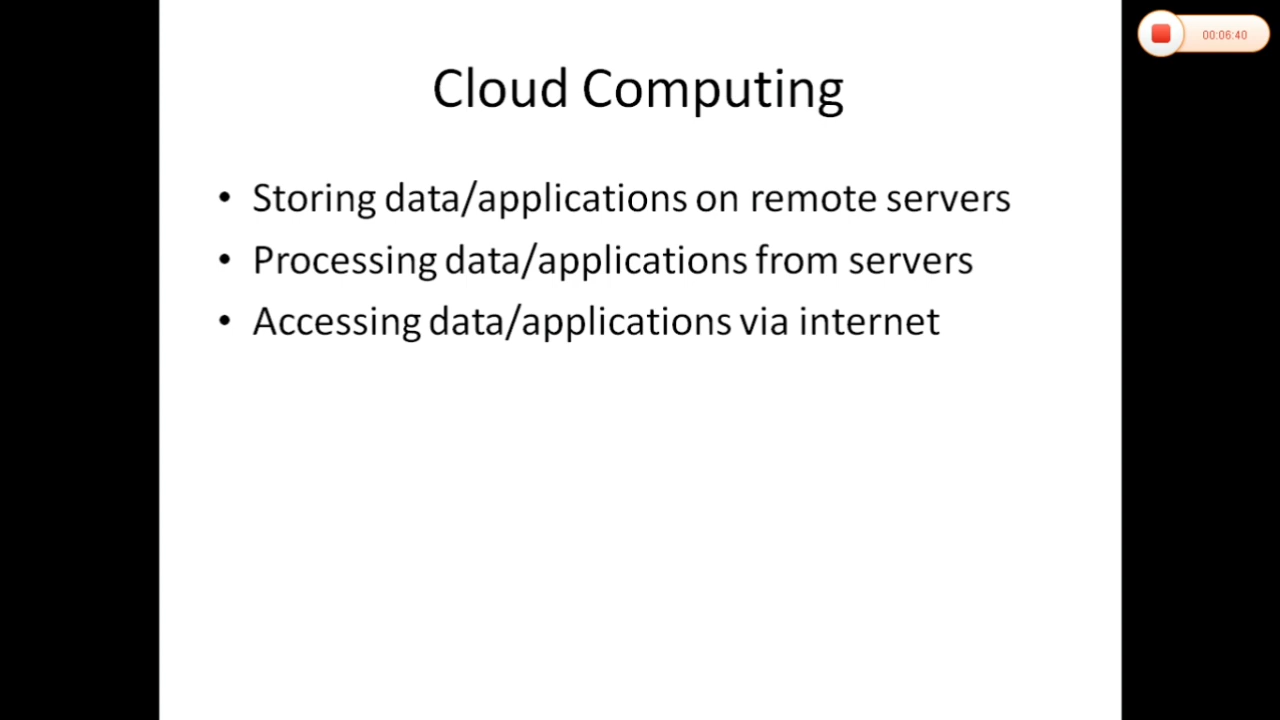 00:06:40
Cloud Computing
• Storing data/applications on remote servers
• Processing data/applications from servers
• Accessing data/applications via internet